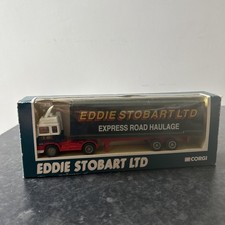 EDDIE STOBART LTD
EXPRESS ROAD HAULAGE
EDDIE STOBART LTD
CORGI